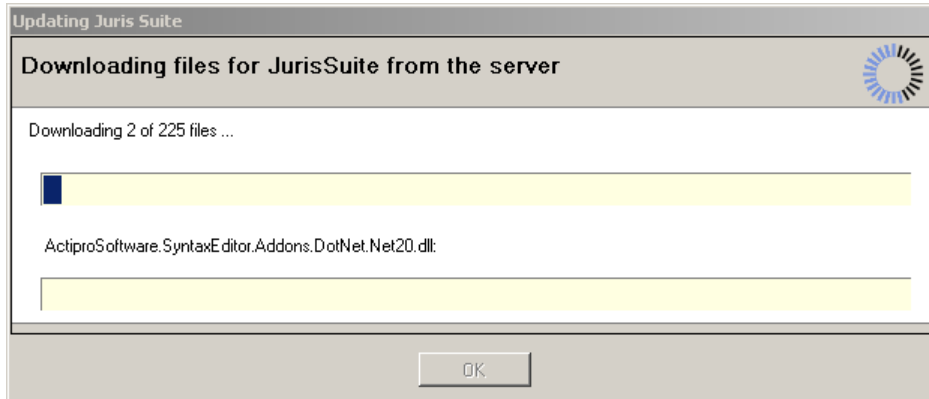 Updating Juris Suite
Downloading files for JurisSuite from the server
Downloading 2 of 225 files ...
ActiproSoftware.SyntaxEditor.Addons.DotNet.Net20.dll:
OK